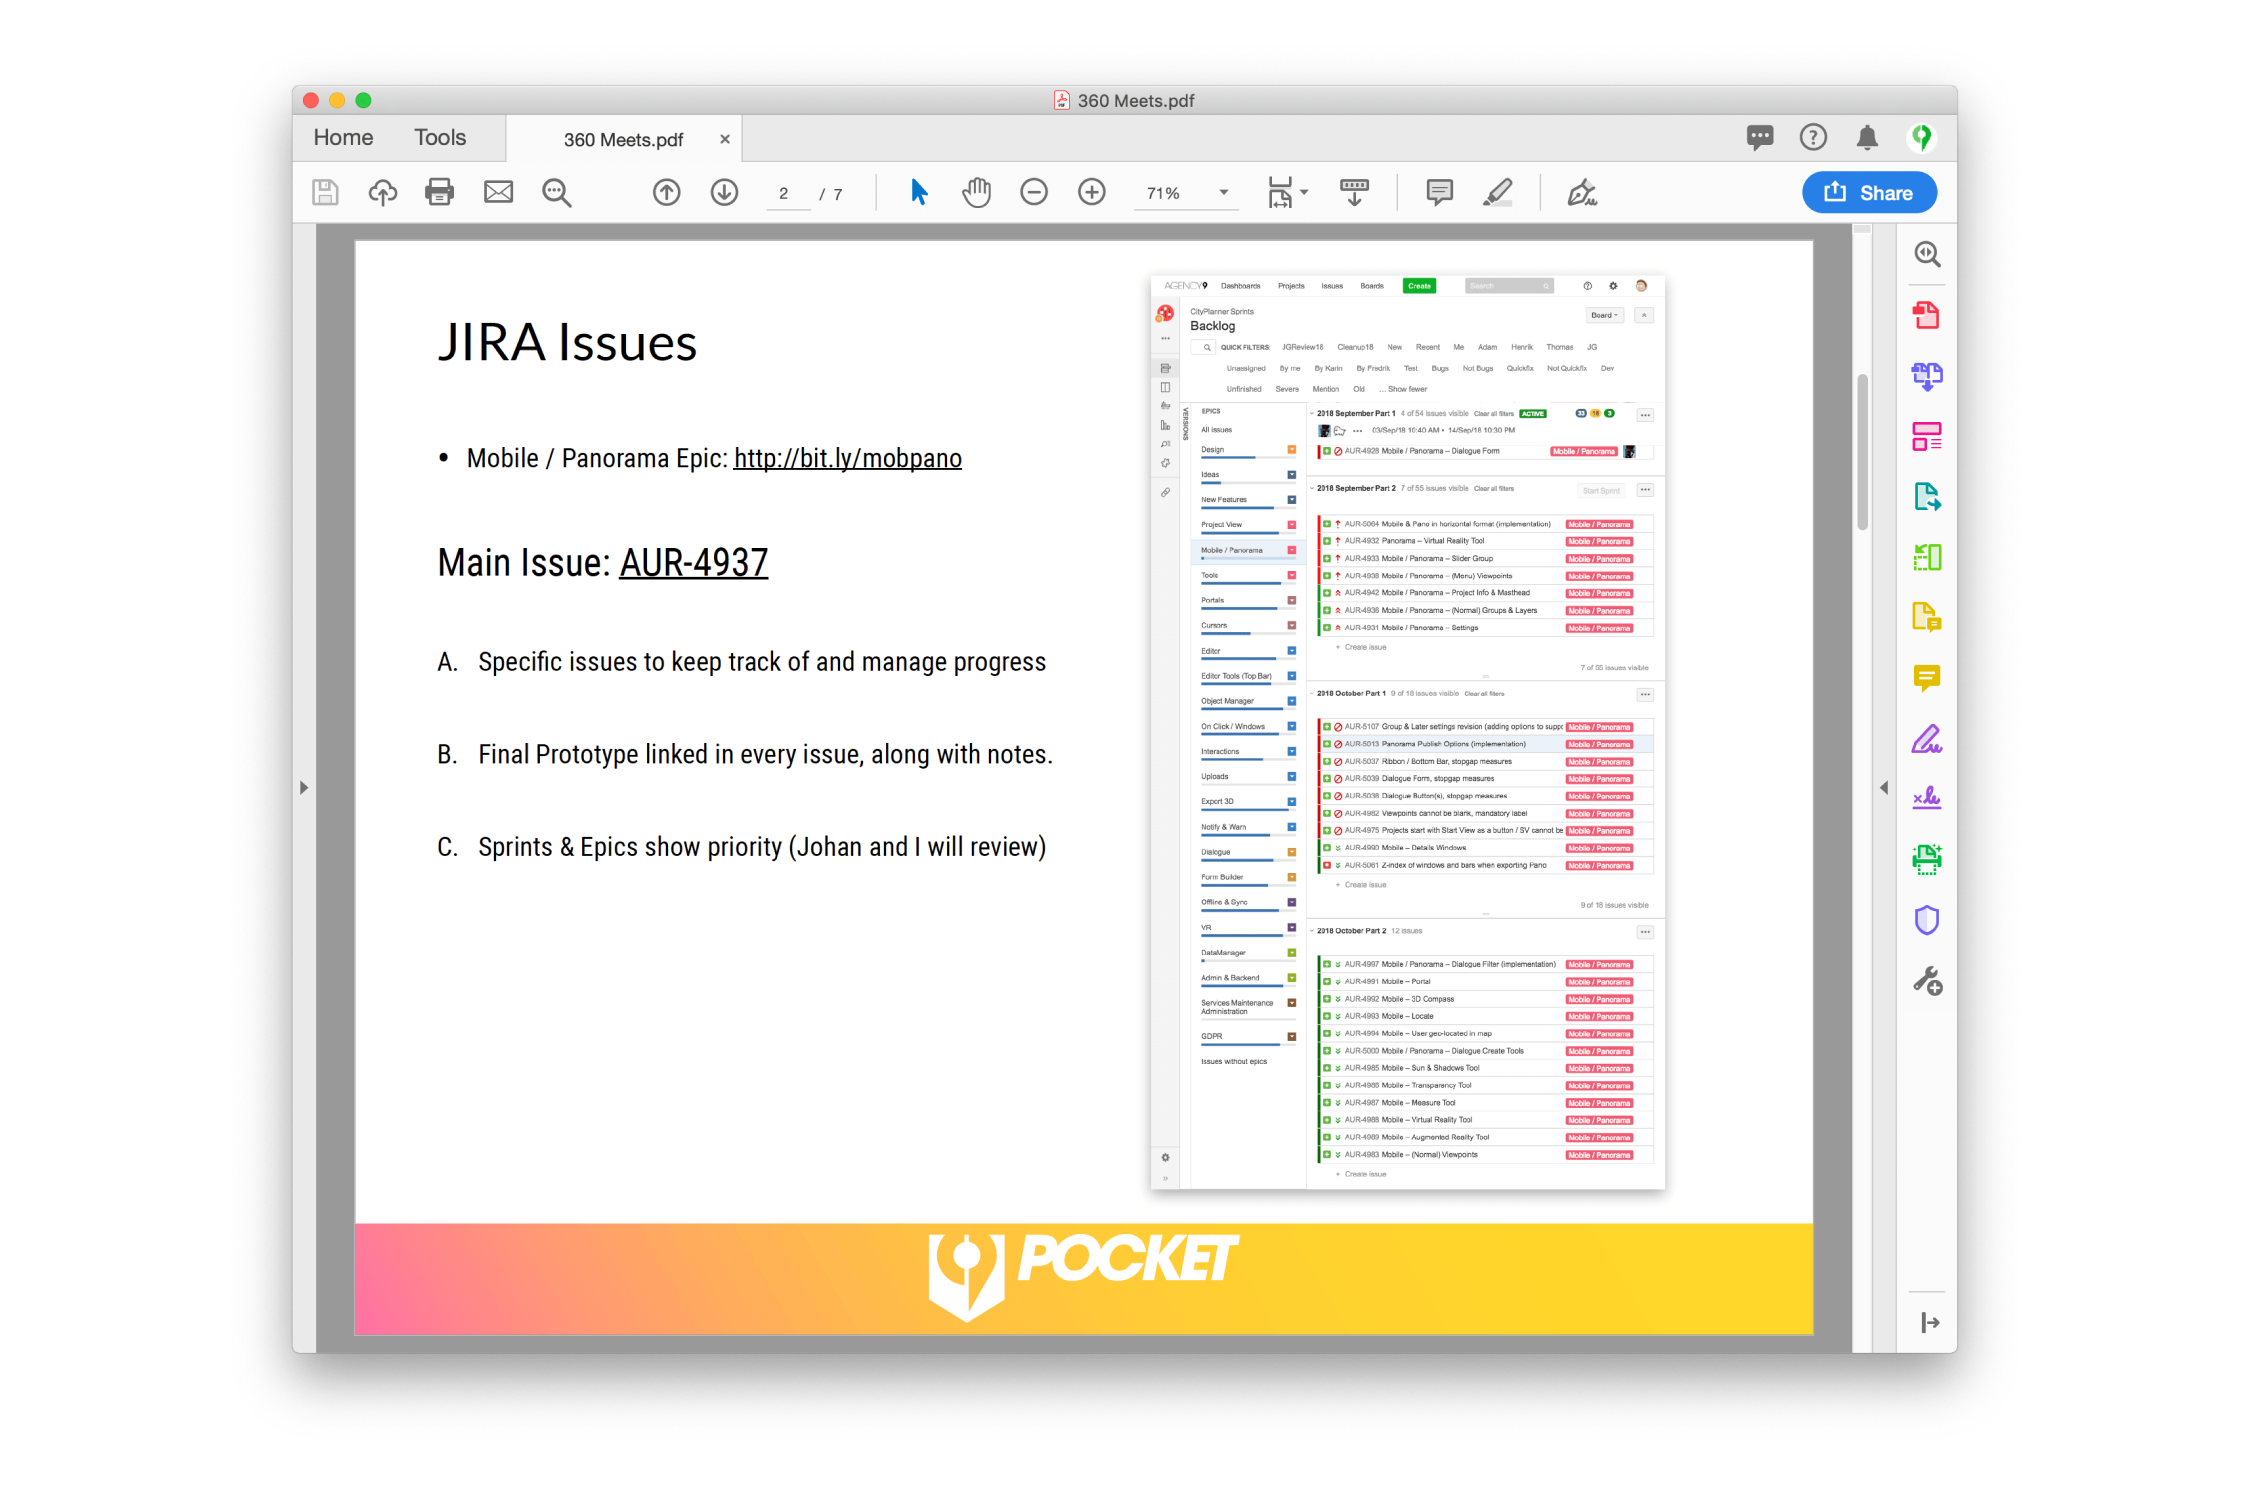 360 Meets.pdf
Home
Tools
360 Meets.pdf
2 / 7
71%
Share
JIRA Issues
• Mobile / Panorama Epic: http://bit.ly/mobpano
Main Issue: AUR-4937
A. Specific issues to keep track of and manage progress
B. Final Prototype linked in every issue, along with notes.
C. Sprints & Epics show priority (Johan and I will review)
AGENCY9 Dashboards Projects Issues Boards Create Search
CityPlanner Sprints
Backlog
Board
QUICK FILTERS: JGReview18 Cleanup18 New Recent Me Adam Henrik Thomas JG
Unassigned By me By Karin By Fredrik Test Bugs Not Bugs Quickfix Not Quickfix Dev
Unfinished Severe Mention Old ... Show fewer
VERSIONS
EPICS
All issues
Design
Ideas
New Features
Project View
Mobile / Panorama
Tools
Portals
Cursors
Editor
Editor Tools (Top Bar)
Object Manager
On Click / Windows
Interactions
Uploads
Export 3D
Notify & Warn
Dialogue
Form Builder
Offline & Sync
VR
DataManager
Admin & Backend
Services Maintenance
Administration
GDPR
Issues without epics
2018 September Part 1 4 of 54 issues visible Clear all filters ACTIVE 33 18 3
03/Sep/18 10:40 AM • 14/Sep/18 10:30 PM
AUR-4928 Mobile / Panorama – Dialogue Form Mobile / Panorama
2018 September Part 2 7 of 55 issues visible Clear all filters Start Sprint
AUR-5064 Mobile & Pano in horizontal format (implementation) Mobile / Panorama
AUR-4932 Panorama – Virtual Reality Tool Mobile / Panorama
AUR-4933 Mobile / Panorama – Slider Group Mobile / Panorama
AUR-4938 Mobile / Panorama – (Menu) Viewpoints Mobile / Panorama
AUR-4942 Mobile / Panorama – Project Info & Masthead Mobile / Panorama
AUR-4936 Mobile / Panorama – (Normal) Groups & Layers Mobile / Panorama
AUR-4931 Mobile / Panorama – Settings Mobile / Panorama
+ Create issue
7 of 55 issues visible
2018 October Part 1 9 of 18 issues visible Clear all filters
AUR-5107 Group & Later settings revision (adding options to suppo Mobile / Panorama
AUR-5013 Panorama Publish Options (implementation) Mobile / Panorama
AUR-5037 Ribbon / Bottom Bar, stopgap measures Mobile / Panorama
AUR-5039 Dialogue Form, stopgap measures Mobile / Panorama
AUR-5038 Dialogue Button(s), stopgap measures Mobile / Panorama
AUR-4982 Viewpoints cannot be blank, mandatory label Mobile / Panorama
AUR-4975 Projects start with Start View as a button / SV cannot be Mobile / Panorama
AUR-4990 Mobile – Details Windows Mobile / Panorama
AUR-5061 Z-index of windows and bars when exporting Pano Mobile / Panorama
+ Create issue
9 of 18 issues visible
2018 October Part 2 12 issues
AUR-4997 Mobile / Panorama – Dialogue Filter (implementation) Mobile / Panorama
AUR-4991 Mobile – Portal Mobile / Panorama
AUR-4992 Mobile – 3D Compass Mobile / Panorama
AUR-4993 Mobile – Locate Mobile / Panorama
AUR-4994 Mobile – User geo-located in map Mobile / Panorama
AUR-5000 Mobile / Panorama – Dialogue Create Tools Mobile / Panorama
AUR-4985 Mobile – Sun & Shadows Tool Mobile / Panorama
AUR-4986 Mobile – Transparency Tool Mobile / Panorama
AUR-4987 Mobile – Measure Tool Mobile / Panorama
AUR-4988 Mobile – Virtual Reality Tool Mobile / Panorama
AUR-4989 Mobile – Augmented Reality Tool Mobile / Panorama
AUR-4983 Mobile – (Normal) Viewpoints Mobile / Panorama
+ Create issue
POCKET